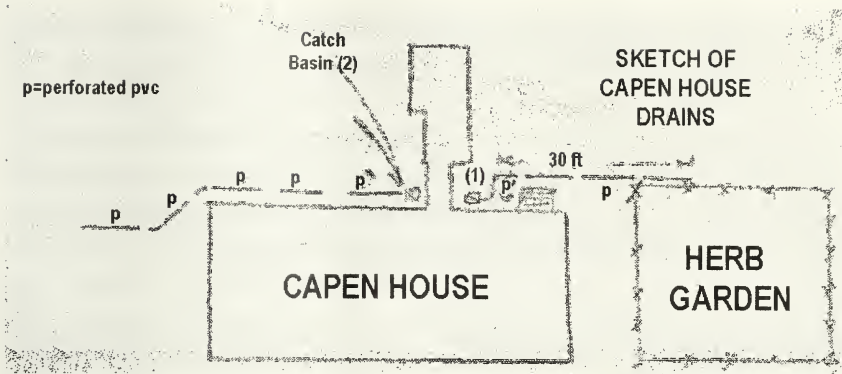 Catch
Basin (2)
p=perforated pvc
SKETCH OF
CAPEN HOUSE
DRAINS
30 ft
p
p
p
p
p
(1)
p
p
CAPEN HOUSE
HERB
GARDEN